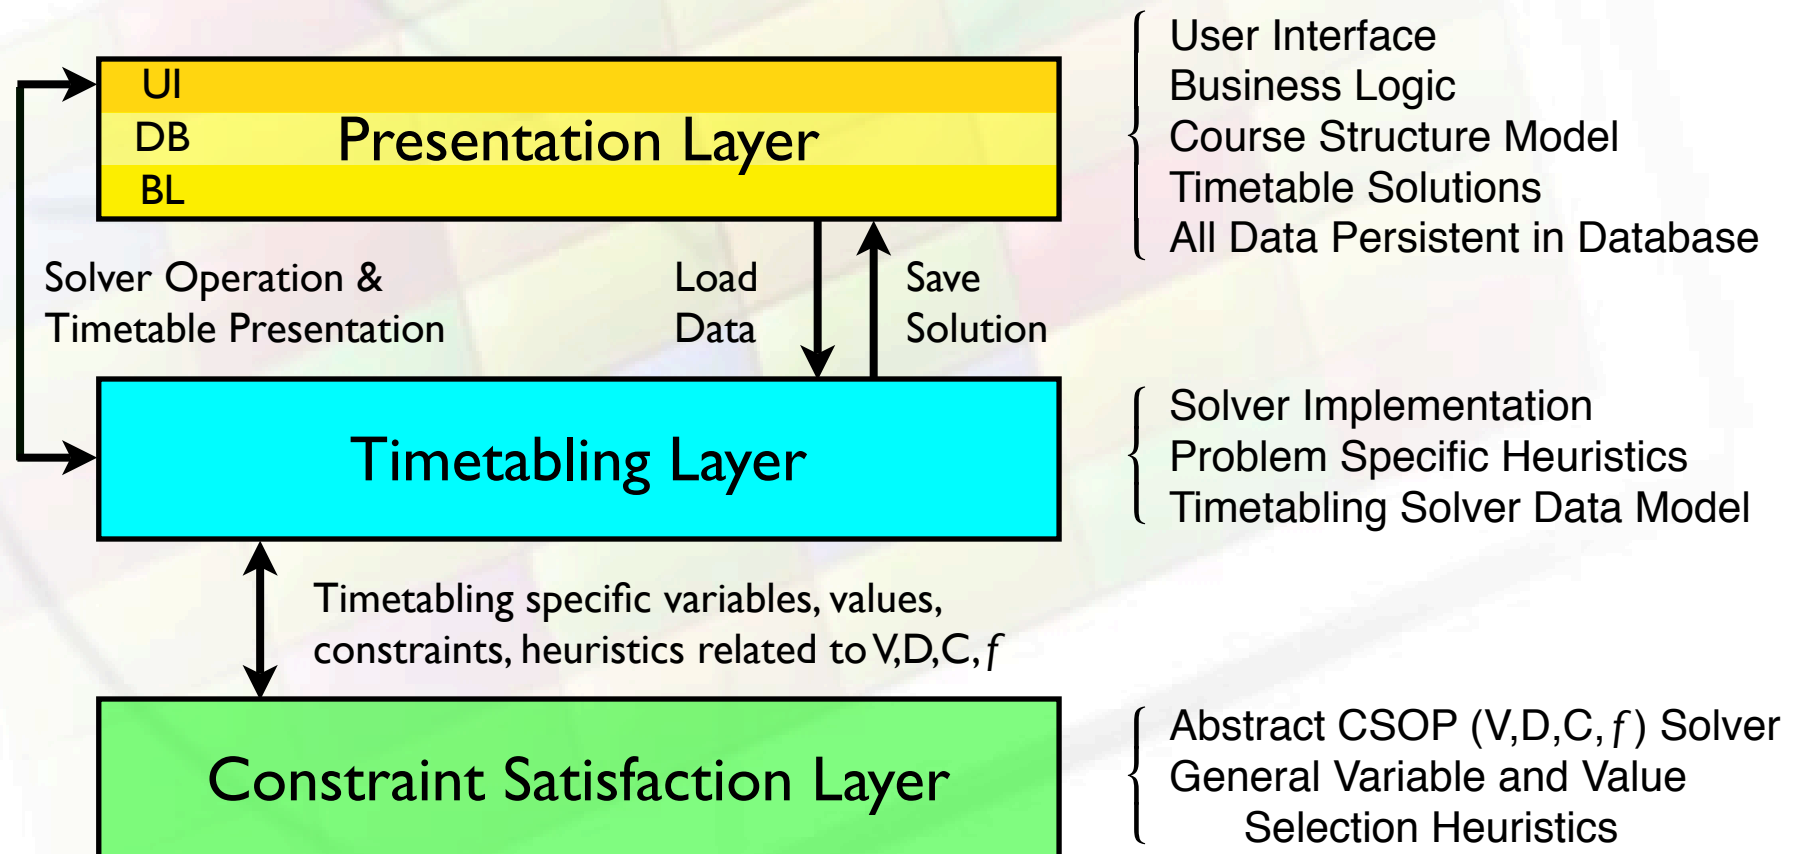 UI
DB
BL
Presentation Layer
User Interface
Business Logic
Course Structure Model
Timetable Solutions
All Data Persistent in Database
Solver Operation &
Timetable Presentation
Load
Data
Save
Solution
Timetabling Layer
Solver Implementation
Problem Specific Heuristics
Timetabling Solver Data Model
Timetabling specific variables, values,
constraints, heuristics related to V,D,C, f
Constraint Satisfaction Layer
Abstract CSOP (V,D,C, f ) Solver
General Variable and Value
Selection Heuristics